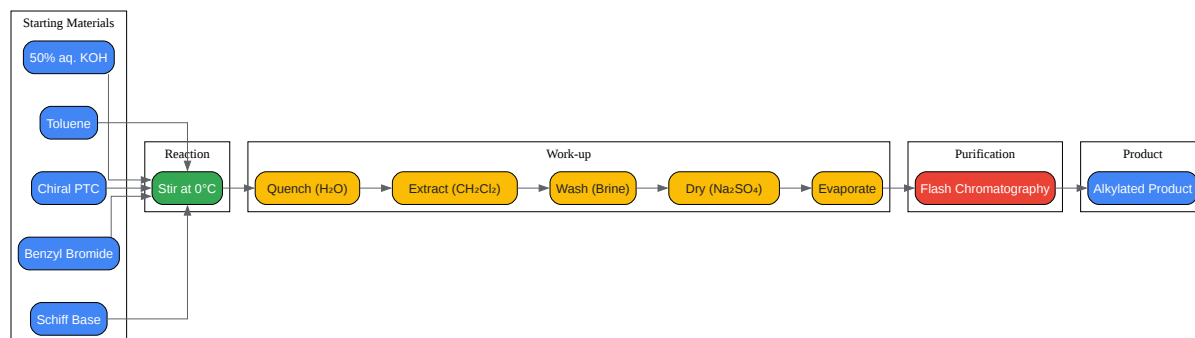 Starting Materials
50% aq. KOH
Toluene
Chiral PTC
Benzyl Bromide
Schiff Base
Reaction
Stir at 0°C
Work-up
Quench (H₂O)
Extract (CH₂Cl₂)
Wash (Brine)
Dry (Na₂SO₄)
Evaporate
Purification
Flash Chromatography
Product
Alkylated Product